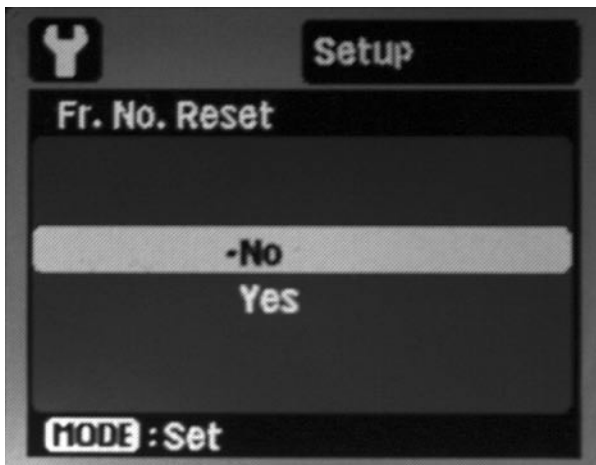 Setup
Fr. No. Reset
-No
Yes
MODE :Set